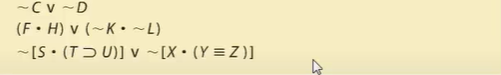 ~C v ~D
(F • H) v (~K • ~L)
~[S • (T ⊃ U)] v ~[X • (Y ≡ Z)]